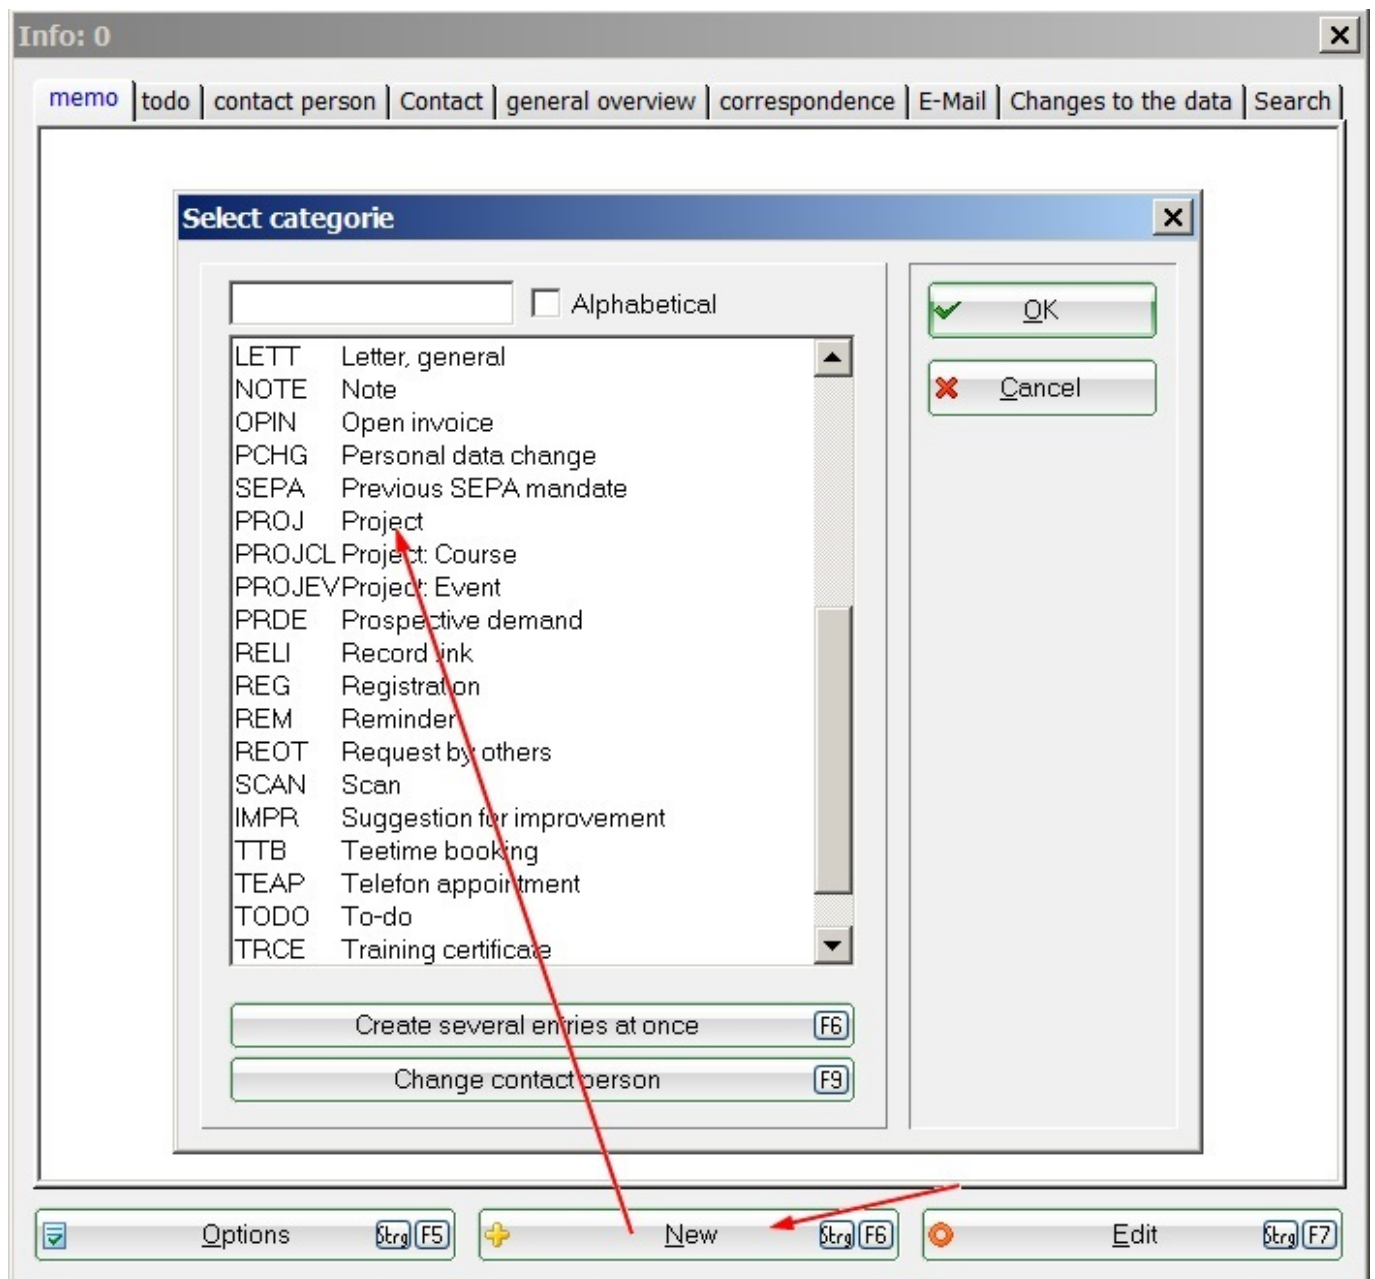 Info: 0
memo todo contact person Contact general overview correspondence E-Mail Changes to the data Search
Select categorie
Alphabetical
OK
Cancel
LETT Letter, general
NOTE Note
OPIN Open invoice
PCHG Personal data change
SEPA Previous SEPA mandate
PROJ Project
PROJCL Project: Course
PROJEV Project: Event
PRDE Prospective demand
RELI Record link
REG Registration
REM Reminder
REOT Request by others
SCAN Scan
IMPR Suggestion for improvement
TTB Teetime booking
TEAP Telefon appointment
TODO To-do
TRCE Training certificate
Create several entries at once F6
Change contact person F9
Options Strg F5 New Strg F6 Edit Strg F7